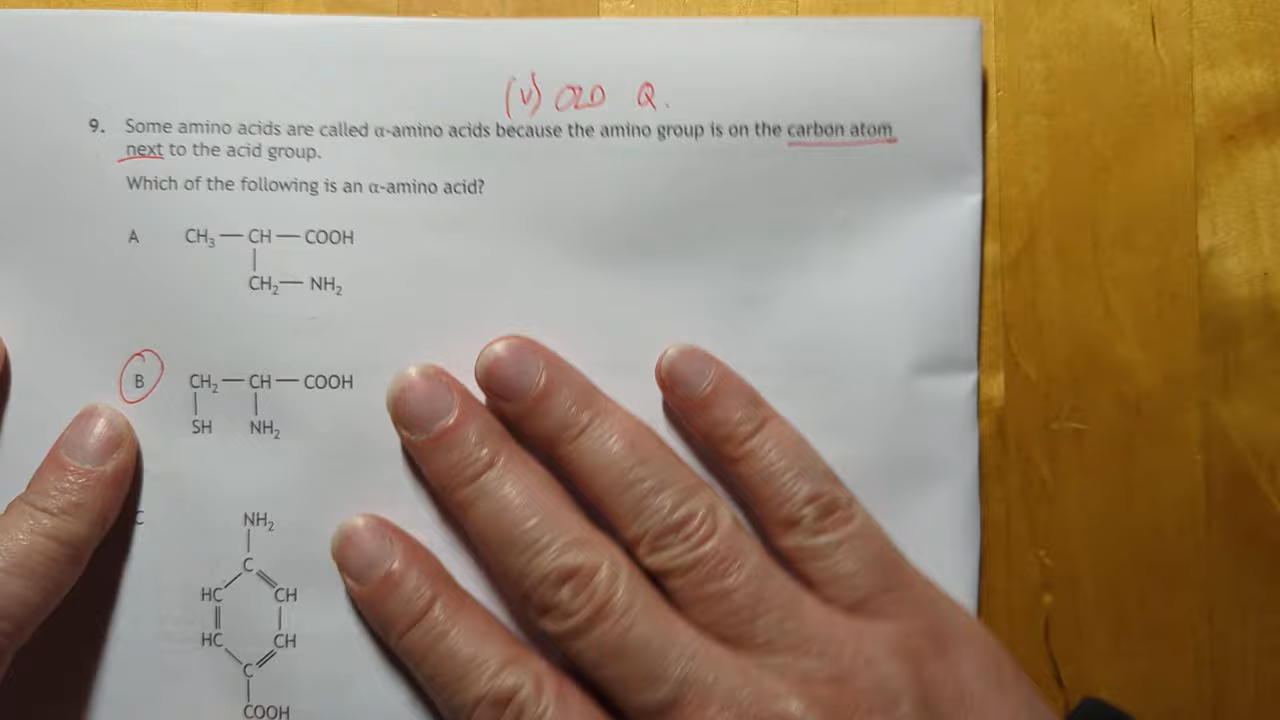 (V) OLD Q.
9. Some amino acids are called α-amino acids because the amino group is on the carbon atom
next to the acid group.
Which of the following is an α-amino acid?
A CH₃ — CH — COOH
|
CH₂ — NH₂
B CH₂ — CH — COOH
| |
SH NH₂
C NH₂
|
C
HC CH
|| |
HC CH
C
|
COOH